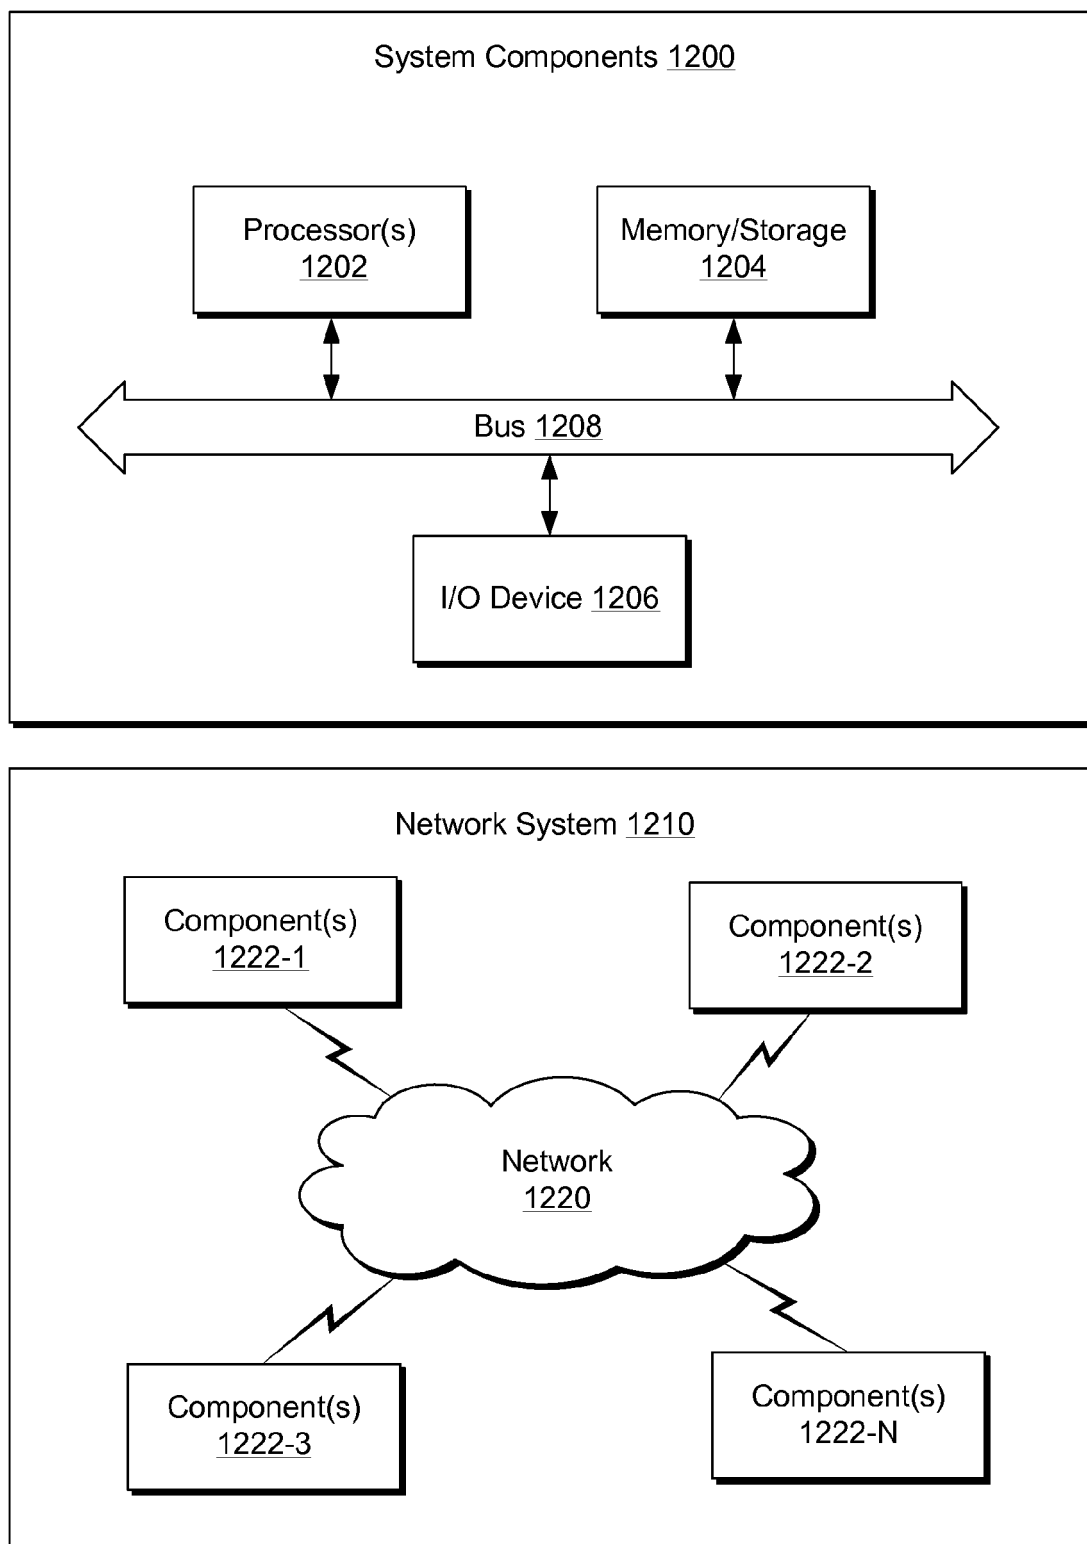 System Components 1200
Processor(s)
1202
Memory/Storage
1204
Bus 1208
I/O Device 1206
Network System 1210
Component(s)
1222-1
Component(s)
1222-2
Network
1220
Component(s)
1222-3
Component(s)
1222-N